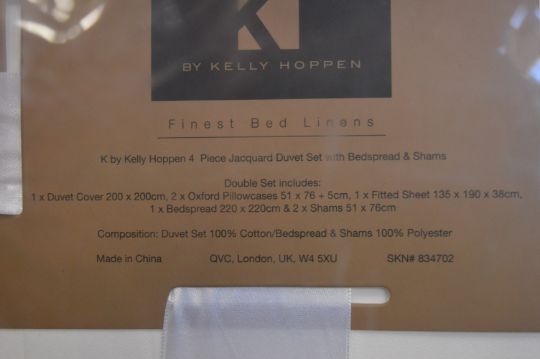 K
BY KELLY HOPPEN
Finest Bed Linens
K by Kelly Hoppen 4 Piece Jacquard Duvet Set with Bedspread & Shams
Double Set includes:
1 x Duvet Cover 200 x 200cm, 2 x Oxford Pillowcases 51 x 76 + 5cm, 1 x Fitted Sheet 135 x 190 x 38cm,
1 x Bedspread 220 x 220cm & 2 x Shams 51 x 76cm
Composition: Duvet Set 100% Cotton/Bedspread & Shams 100% Polyester
Made in China QVC, London, UK, W4 5XU SKN# 834702